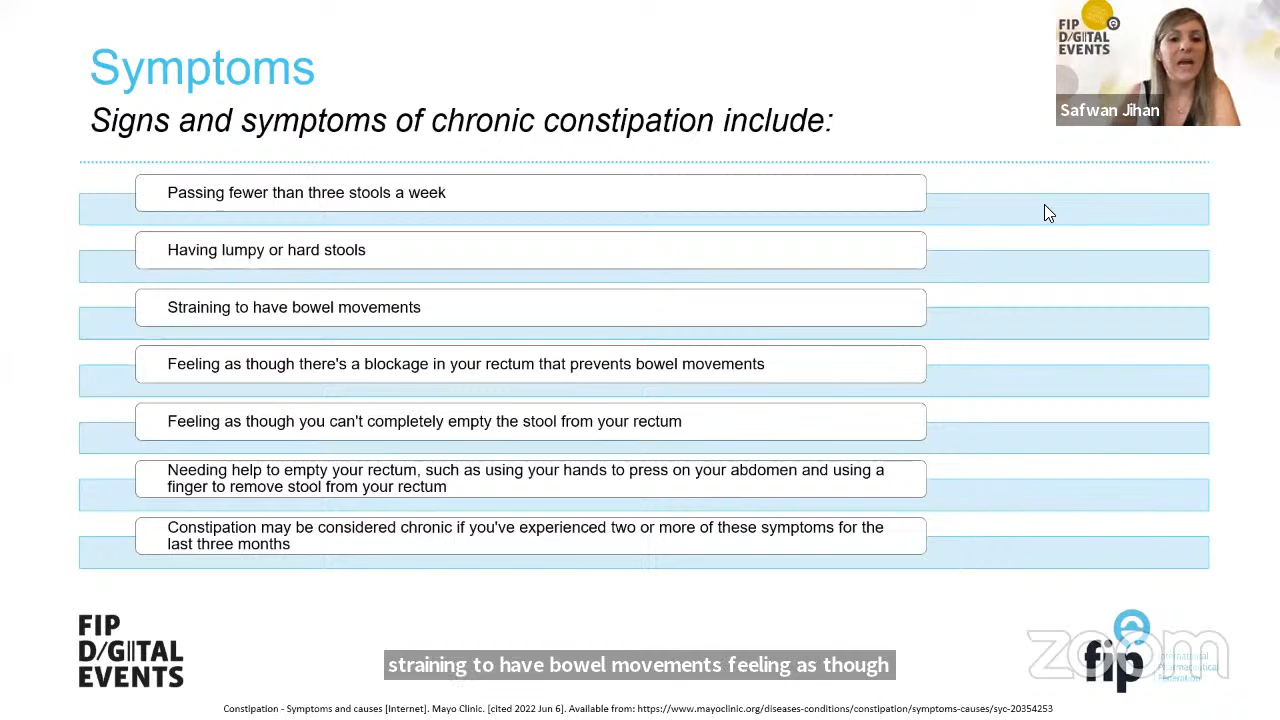 Symptoms
Signs and symptoms of chronic constipation include:
FIP
D/GITAL
EVENTS
Safwan Jihan
Passing fewer than three stools a week
Having lumpy or hard stools
Straining to have bowel movements
Feeling as though there's a blockage in your rectum that prevents bowel movements
Feeling as though you can't completely empty the stool from your rectum
Needing help to empty your rectum, such as using your hands to press on your abdomen and using a
finger to remove stool from your rectum
Constipation may be considered chronic if you've experienced two or more of these symptoms for the
last three months
FIP
D/GITAL
EVENTS
straining to have bowel movements feeling as though
zoom
fip
International
Pharmaceutical
Federation
Constipation - Symptoms and causes [Internet]. Mayo Clinic. [cited 2022 Jun 6]. Available from: https://www.mayoclinic.org/diseases-conditions/constipation/symptoms-causes/syc-20354253